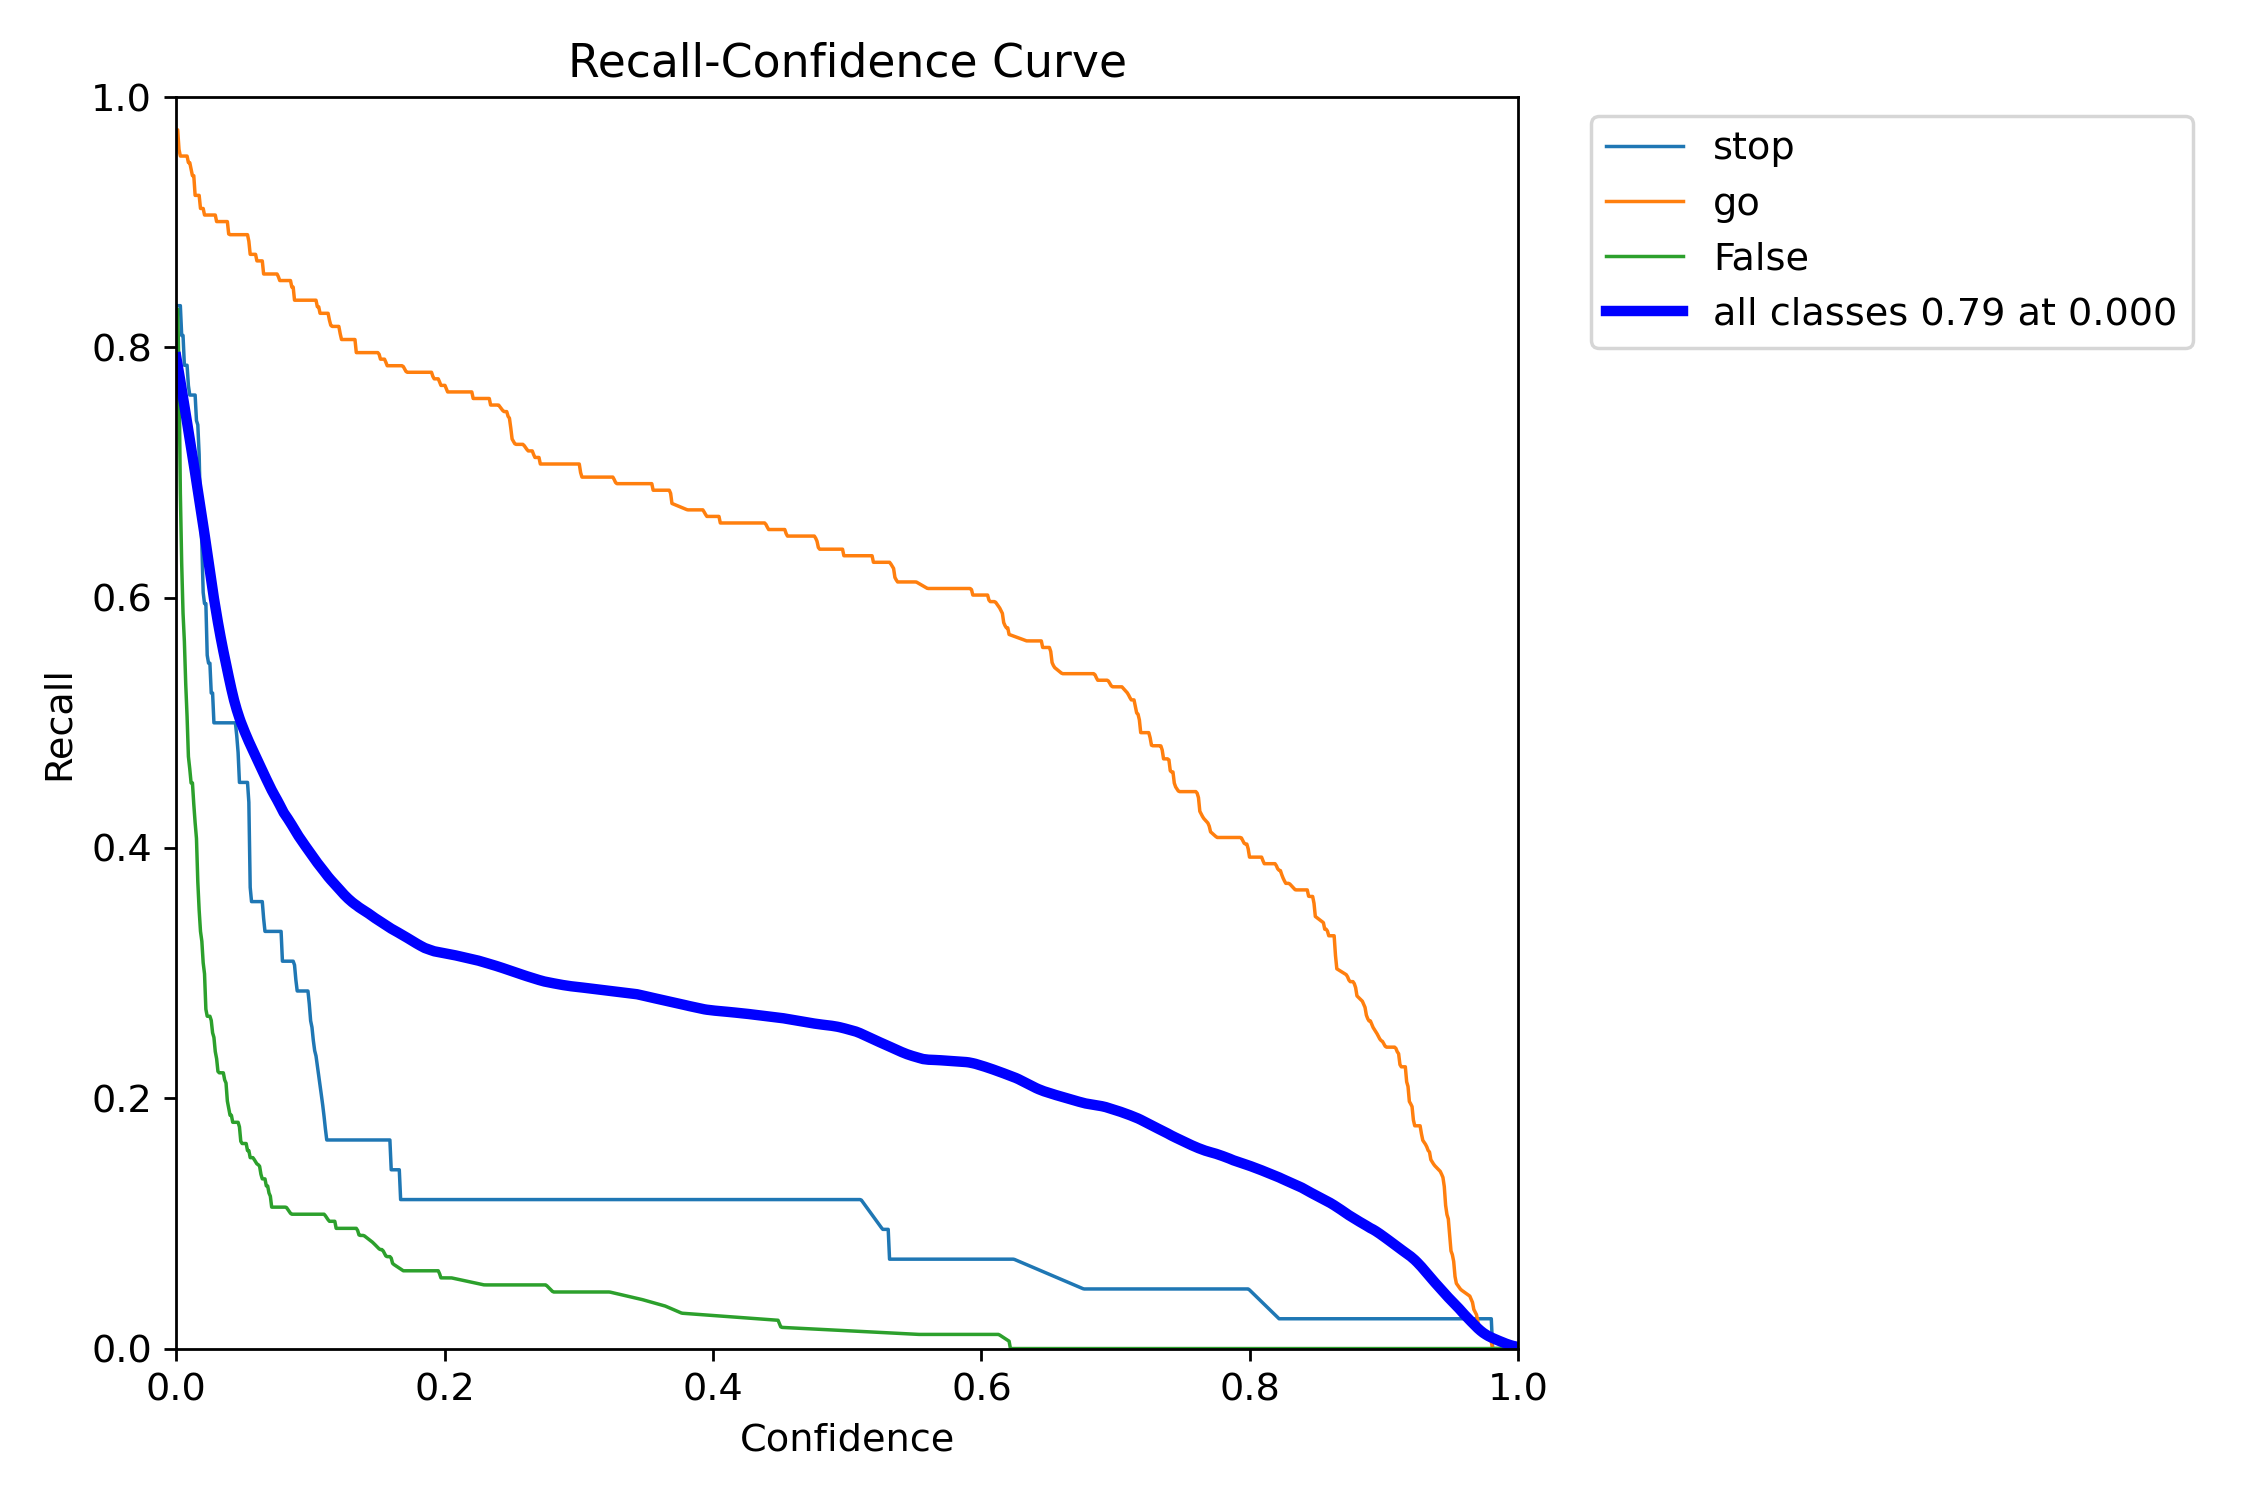 Recall-Confidence Curve
1.0
0.8
0.6
0.4
0.2
0.0
Recall
0.0 0.2 0.4 0.6 0.8 1.0
Confidence
stop
go
False
all classes 0.79 at 0.000